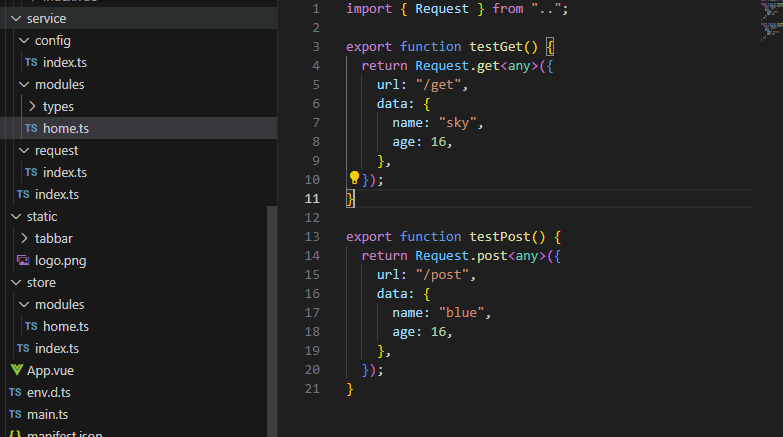 service
config
TS index.ts
modules
types
TS home.ts
request
TS index.ts
TS index.ts
static
tabbar
logo.png
store
modules
TS home.ts
TS index.ts
App.vue
TS env.d.ts
TS main.ts
{} manifest.json
1 import { Request } from "..";
2
3 export function testGet() {
4   return Request.get<any>({
5     url: "/get",
6     data: {
7       name: "sky",
8       age: 16,
9     },
10   });
11 }
12
13 export function testPost() {
14   return Request.post<any>({
15     url: "/post",
16     data: {
17       name: "blue",
18       age: 16,
19     },
20   });
21 }